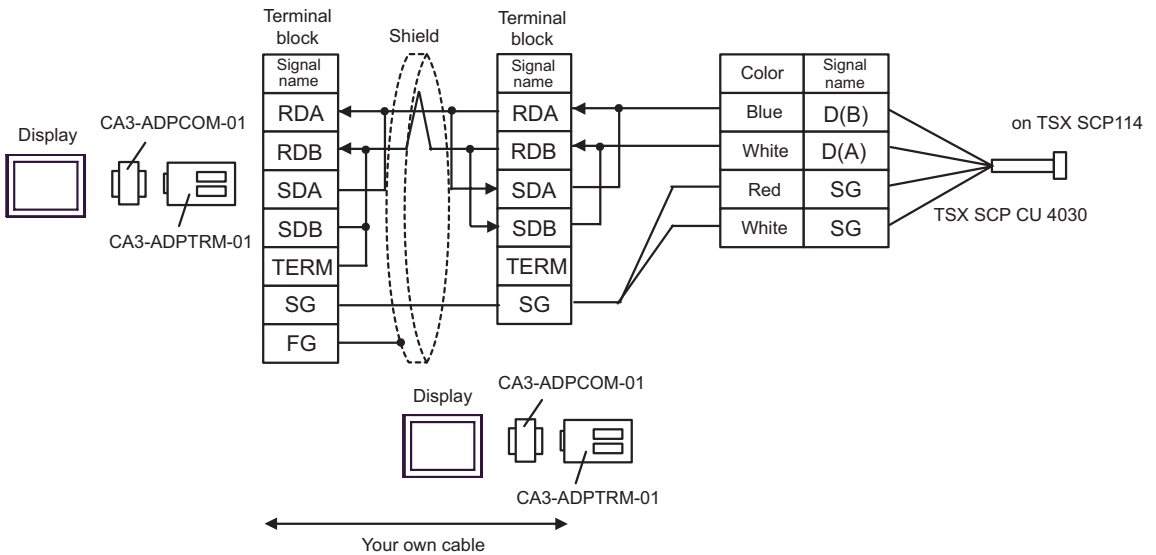 Terminal
block
Shield
Terminal
block
Signal
name
Signal
name
Color
Signal
name
RDA
RDA
Blue
D(B)
on TSX SCP114
CA3-ADPCOM-01
Display
RDB
RDB
White
D(A)
SDA
SDA
Red
SG
TSX SCP CU 4030
CA3-ADPTRM-01
SDB
SDB
White
SG
TERM
TERM
SG
SG
FG
Display
CA3-ADPCOM-01
CA3-ADPTRM-01
Your own cable